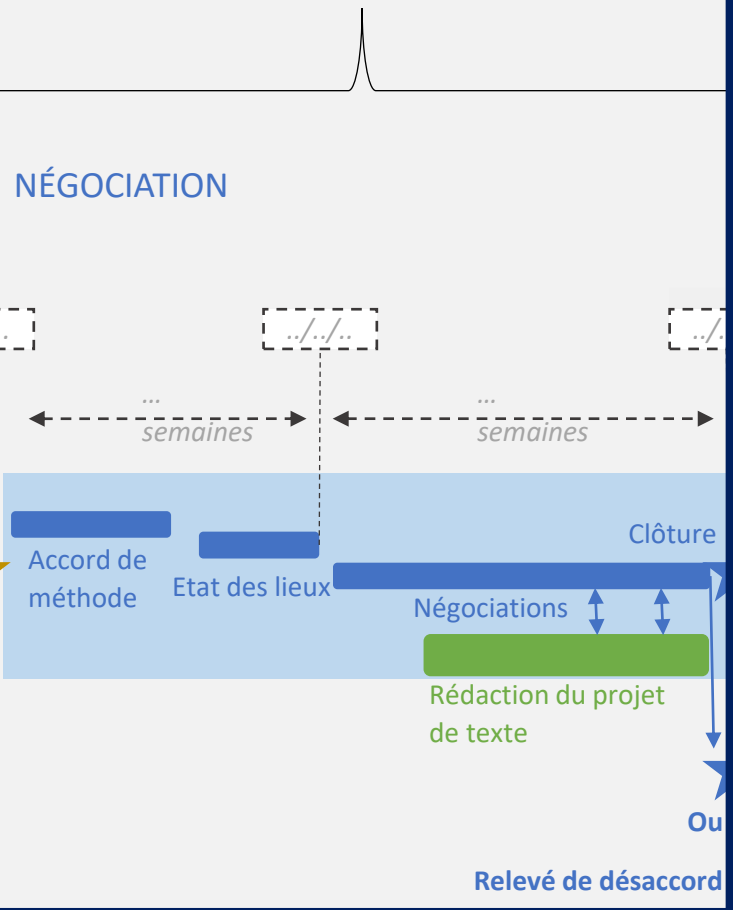 NÉGOCIATION
../../..
...
semaines
...
semaines
Clôture
Accord de
méthode
Etat des lieux
Négociations
Rédaction du projet
de texte
Ou
Relevé de désaccord